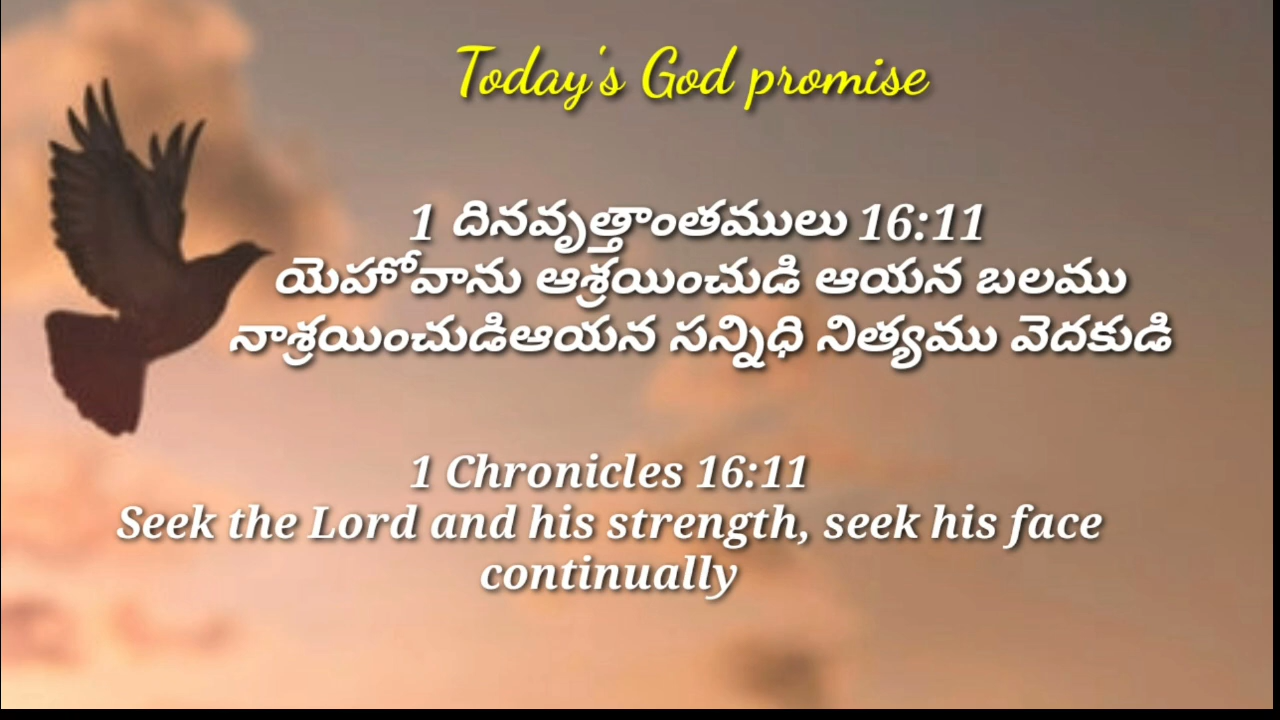 Today's God promise
1 దినవృత్తాంతములు 16:11
యెహోవాను ఆశ్రయించుడి ఆయన బలము
నాశ్రయించుడిఆయన సన్నిధి నిత్యము వెదకుడి
1 Chronicles 16:11
Seek the Lord and his strength, seek his face
continually